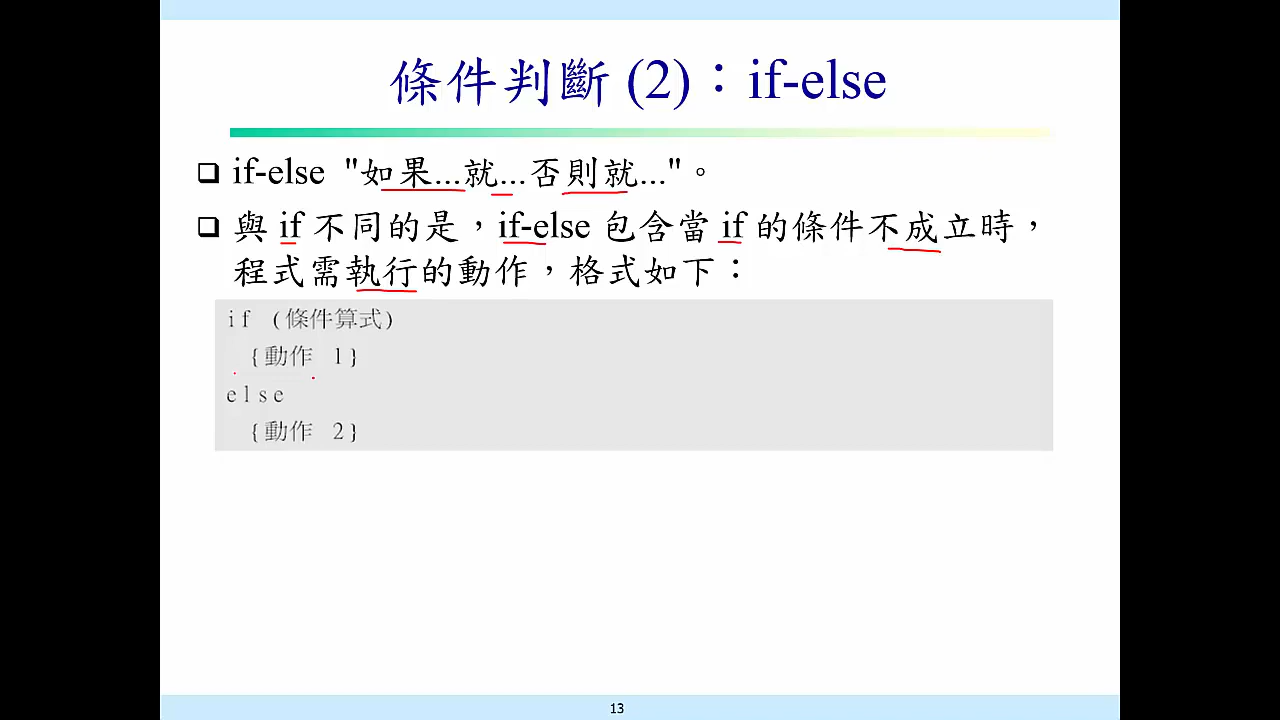 條件判斷 (2)：if-else
❑ if-else "如果...就...否則就..."。
❑ 與 if 不同的是，if-else 包含當 if 的條件不成立時，
程式需執行的動作，格式如下：
if (條件算式)
{動作 1}
else
{動作 2}
13